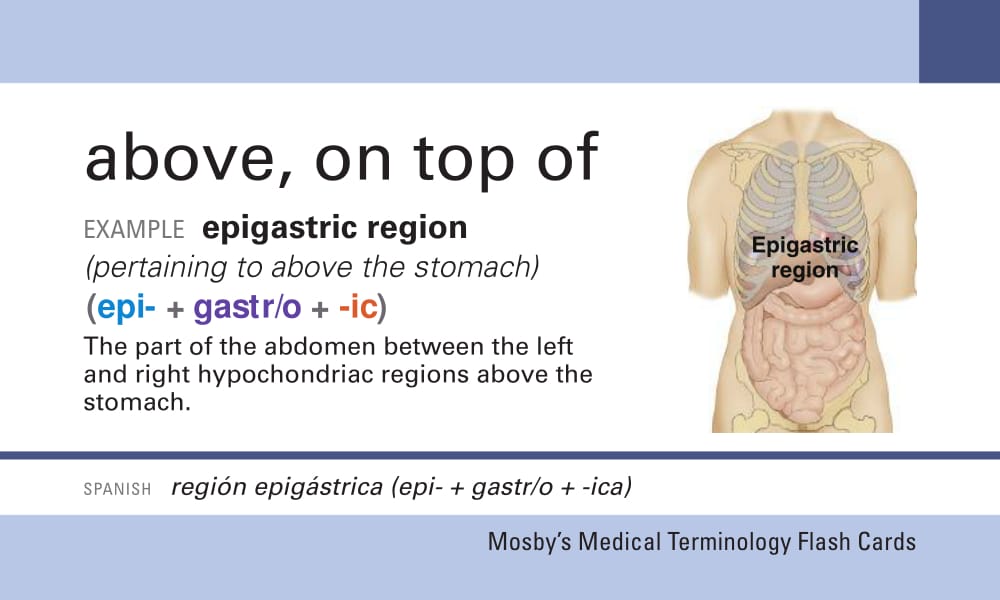 above, on top of
EXAMPLE epigastric region
(pertaining to above the stomach)
(epi- + gastr/o + -ic)
The part of the abdomen between the left
and right hypochondriac regions above the
stomach.
Epigastric
region
SPANISH región epigástrica (epi- + gastr/o + -ica)
Mosby’s Medical Terminology Flash Cards